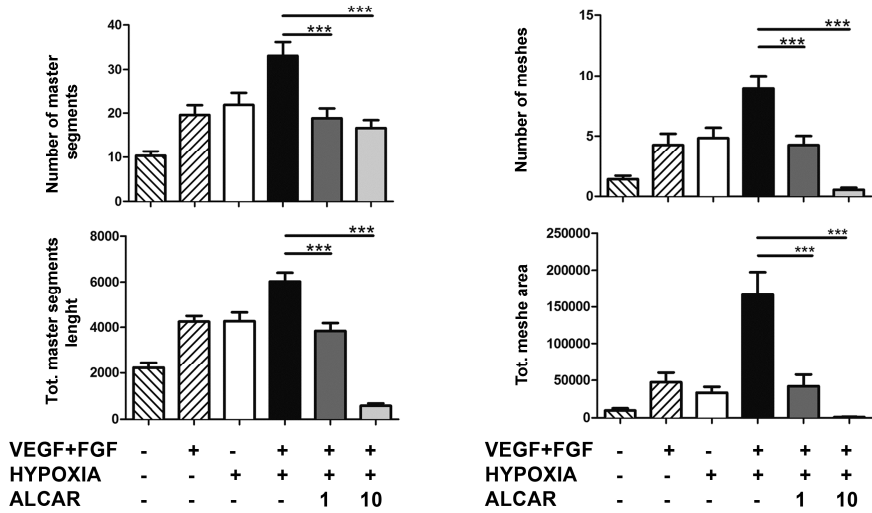 Number of master
segments
40
30
20
10
0
***
***
Number of meshes
15
10
5
0
***
***
Tot. master segments
lenght
8000
6000
4000
2000
0
***
***
Tot. meshe area
250000
200000
150000
100000
50000
0
***
***
VEGF+FGF - + - + + +
HYPOXIA - - + + + +
ALCAR - - - - 1 10
VEGF+FGF - + - + + +
HYPOXIA - - + + + +
ALCAR - - - - 1 10